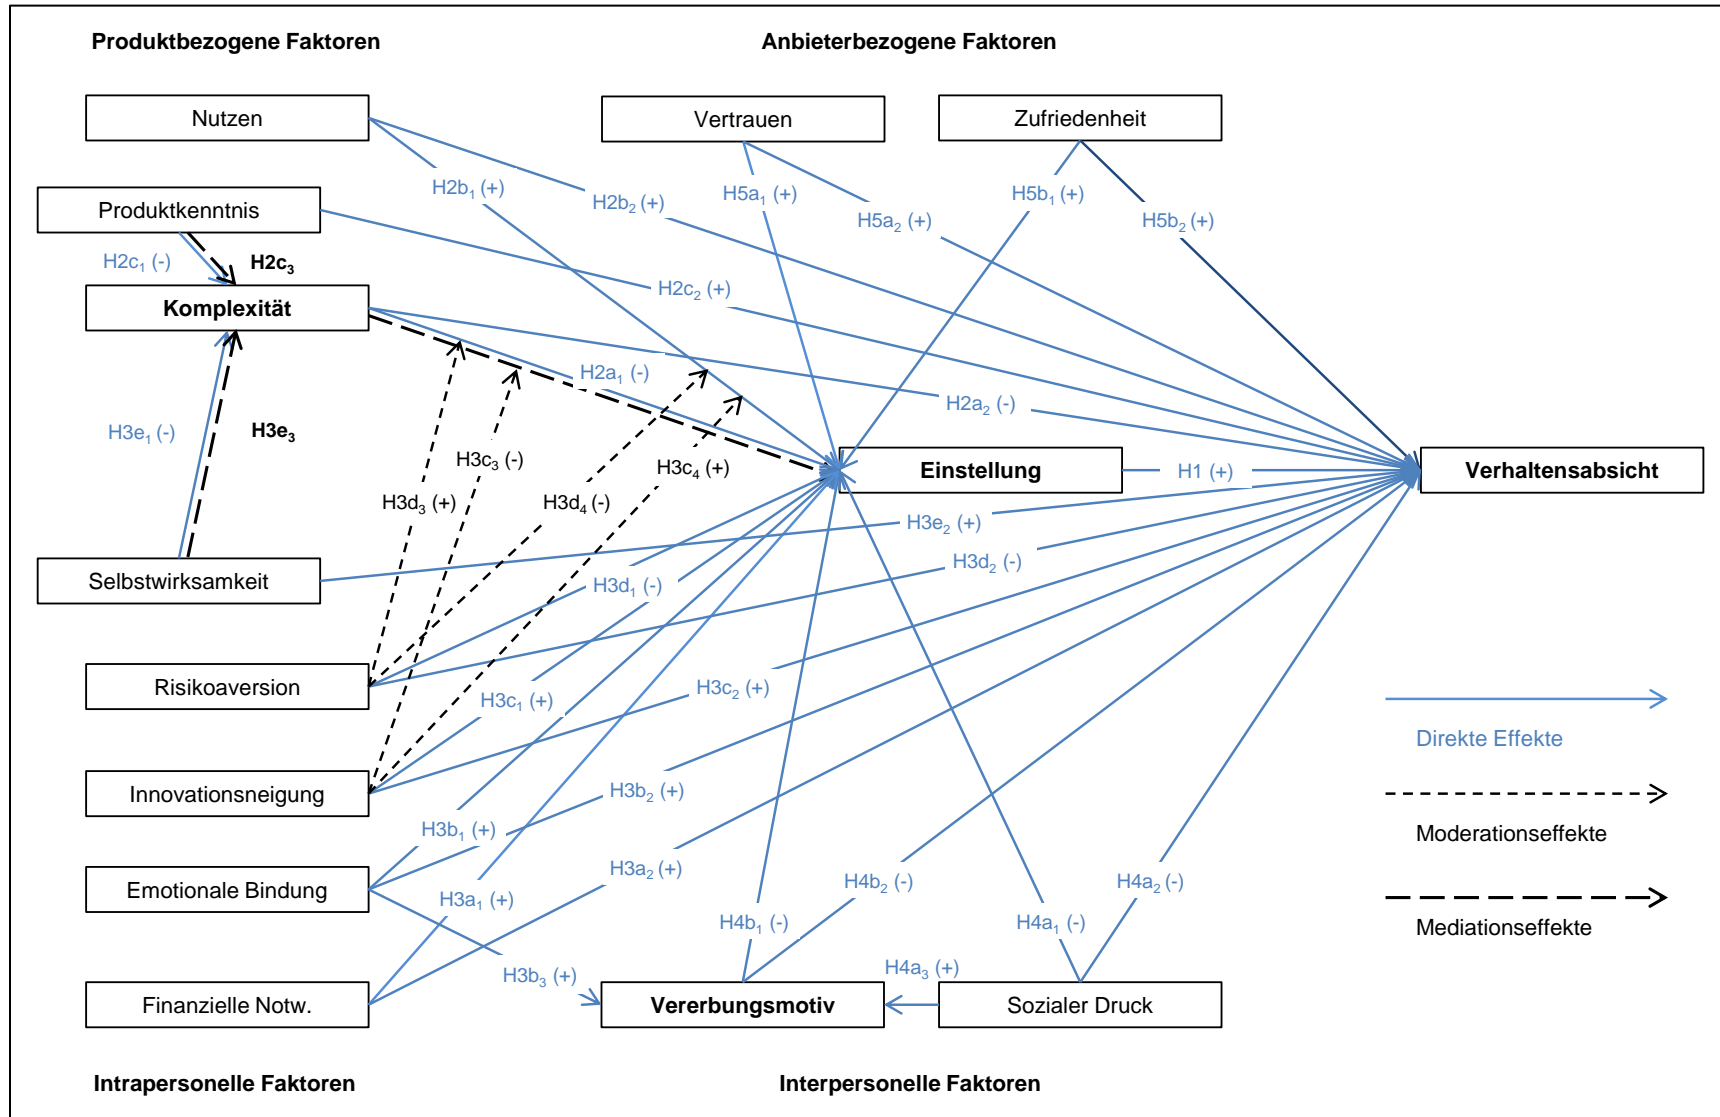 Produktbezogene Faktoren
Anbieterbezogene Faktoren
Nutzen
Vertrauen
Zufriedenheit
H2b₁ (+)
H2b₂ (+)
H5a₁ (+)
H5a₂ (+)
H5b₁ (+)
H5b₂ (+)
Produktkenntnis
H2c₁ (-)
H2c₃
H2c₂ (+)
Komplexität
H2a₁ (-)
H2a₂ (-)
H3e₁ (-)
H3e₃
H3d₃ (+)
H3c₃ (-)
H3d₄ (-)
H3c₄ (+)
Einstellung
H1 (+)
Verhaltensabsicht
H3e₂ (+)
Selbstwirksamkeit
H3d₁ (-)
H3d₂ (-)
Risikoaversion
H3c₁ (+)
H3c₂ (+)
Direkte Effekte
Innovationsneigung
H3b₁ (+)
H3b₂ (+)
Moderationseffekte
Emotionale Bindung
H3a₁ (+)
H3a₂ (+)
H4b₁ (-)
H4b₂ (-)
H4a₁ (-)
H4a₂ (-)
Mediationseffekte
H3b₃ (+)
H4a₃ (+)
Finanzielle Notw.
Vererbungsmotiv
Sozialer Druck
Intrapersonelle Faktoren
Interpersonelle Faktoren